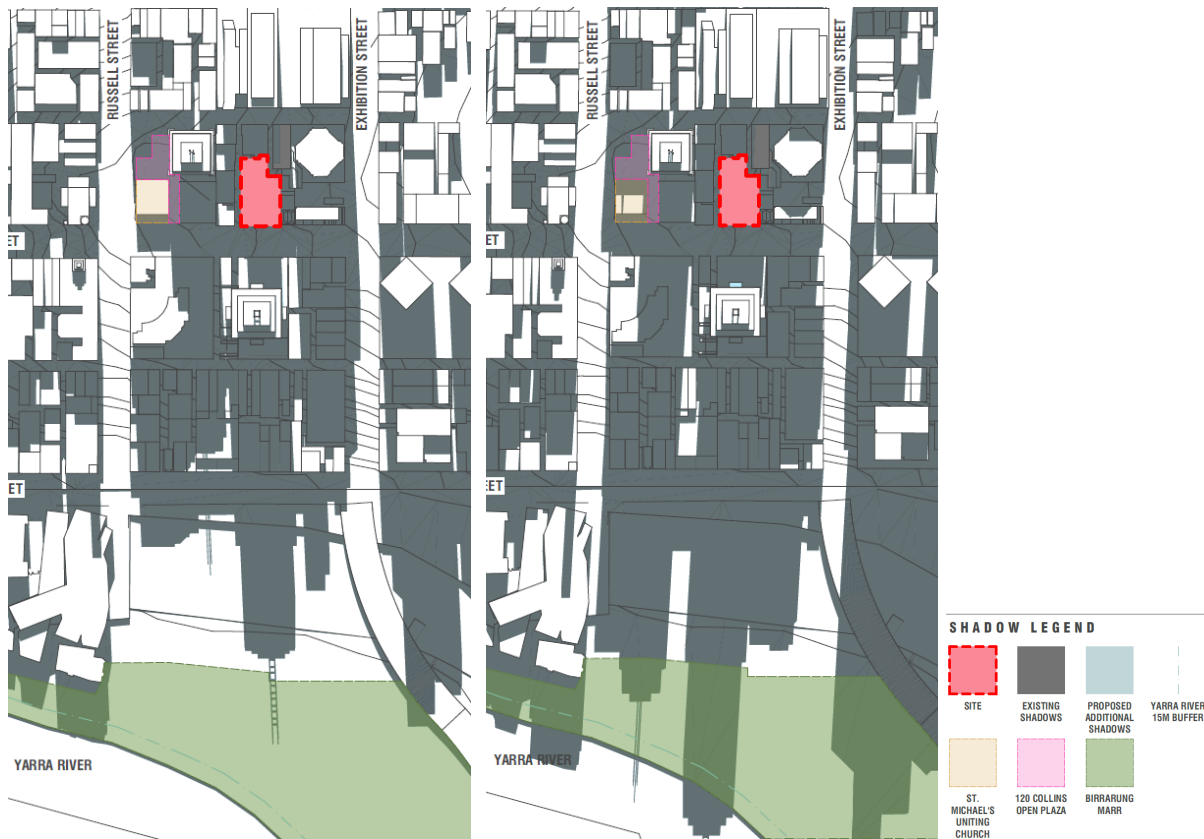 RUSSELL STREET
EXHIBITION STREET
ET
ET
YARRA RIVER
RUSSELL STREET
EXHIBITION STREET
ET
ET
YARRA RIVER
SHADOW LEGEND
SITE
EXISTING
SHADOWS
PROPOSED
ADDITIONAL
SHADOWS
YARRA RIVER
15M BUFFER
ST.
MICHAEL'S
UNITING
CHURCH
120 COLLINS
OPEN PLAZA
BIRRARUNG
MARR